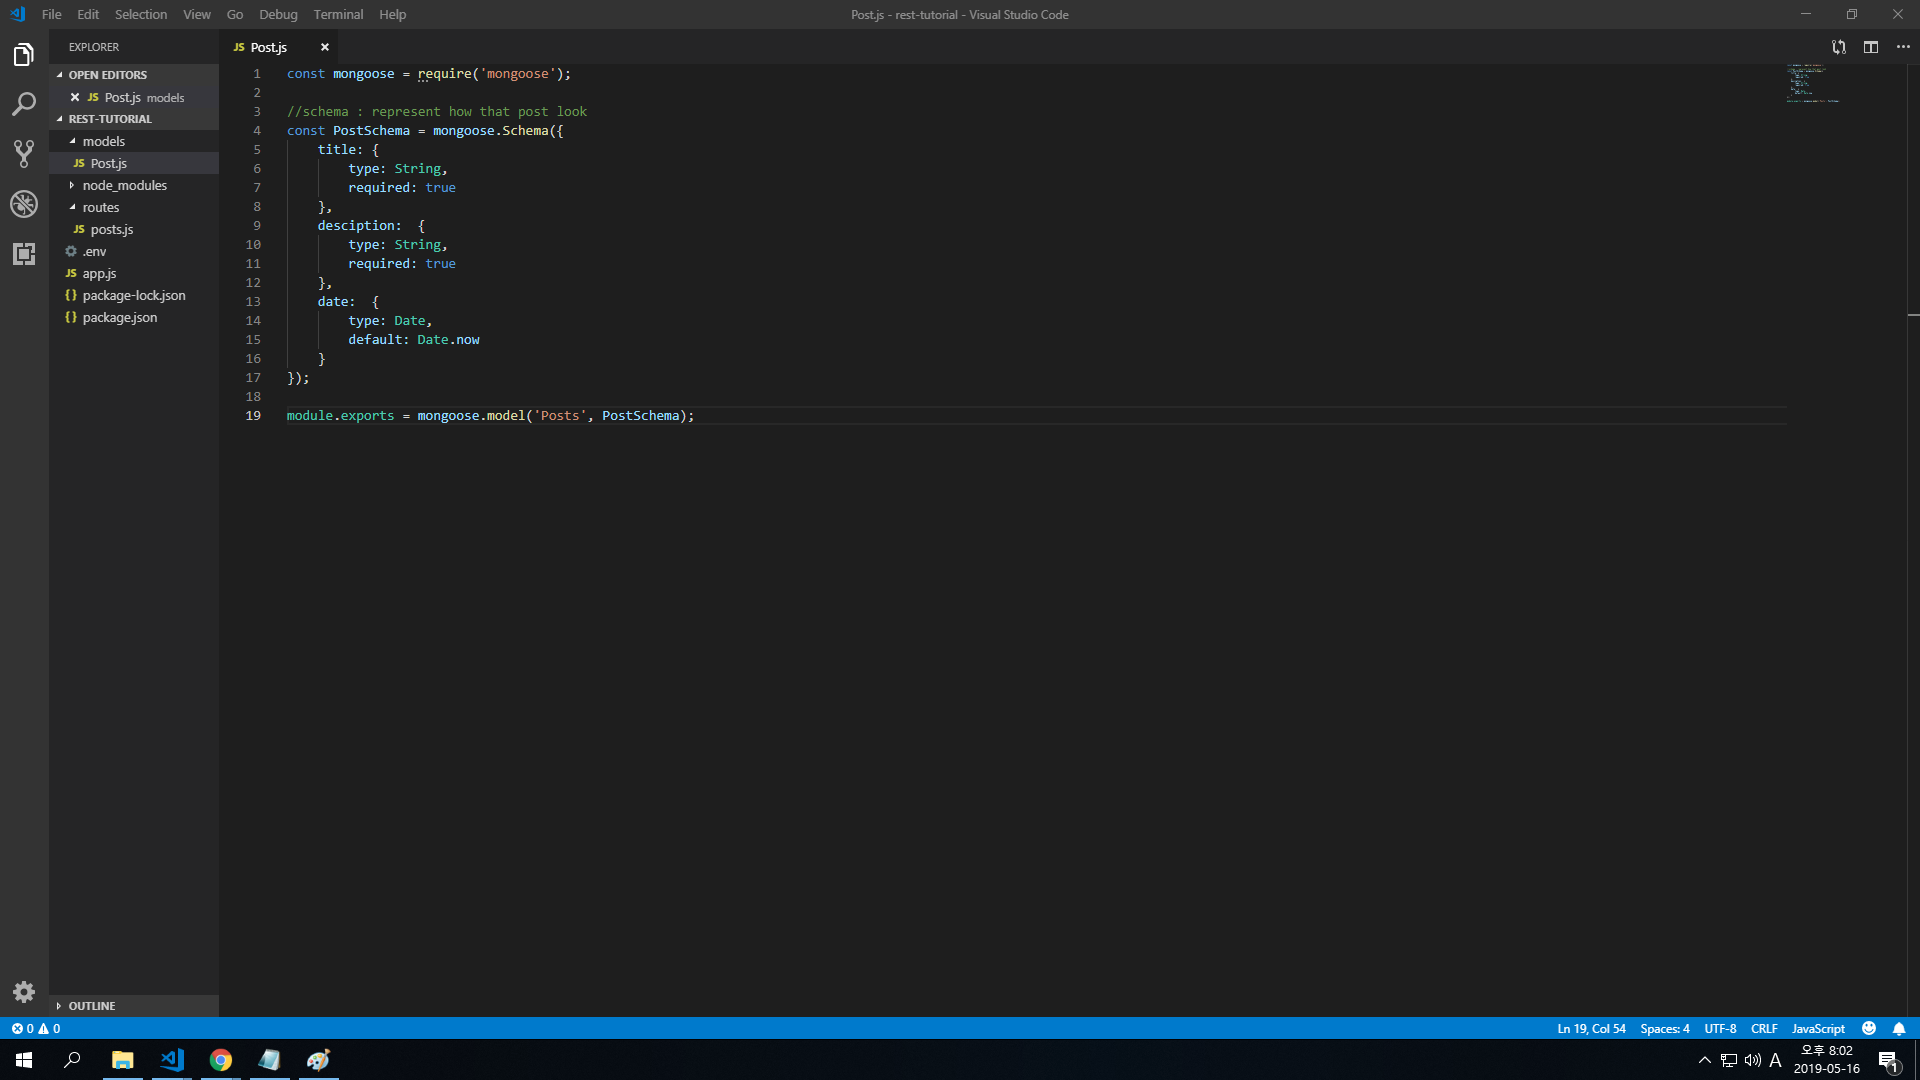 File Edit Selection View Go Debug Terminal Help
Post.js - rest-tutorial - Visual Studio Code
EXPLORER
OPEN EDITORS
JS Post.js models
REST-TUTORIAL
models
JS Post.js
node_modules
routes
JS posts.js
.env
JS app.js
{} package-lock.json
{} package.json
OUTLINE
JS Post.js
1 const mongoose = require('mongoose');
2
3 //schema : represent how that post look
4 const PostSchema = mongoose.Schema({
5 title: {
6 type: String,
7 required: true
8 },
9 desciption:  {
10 type: String,
11 required: true
12 },
13 date:  {
14 type: Date,
15 default: Date.now
16 }
17 });
18
19 module.exports = mongoose.model('Posts', PostSchema);
0 0
Ln 19, Col 54 Spaces: 4 UTF-8 CRLF JavaScript
A
오후 8:02
2019-05-16
1